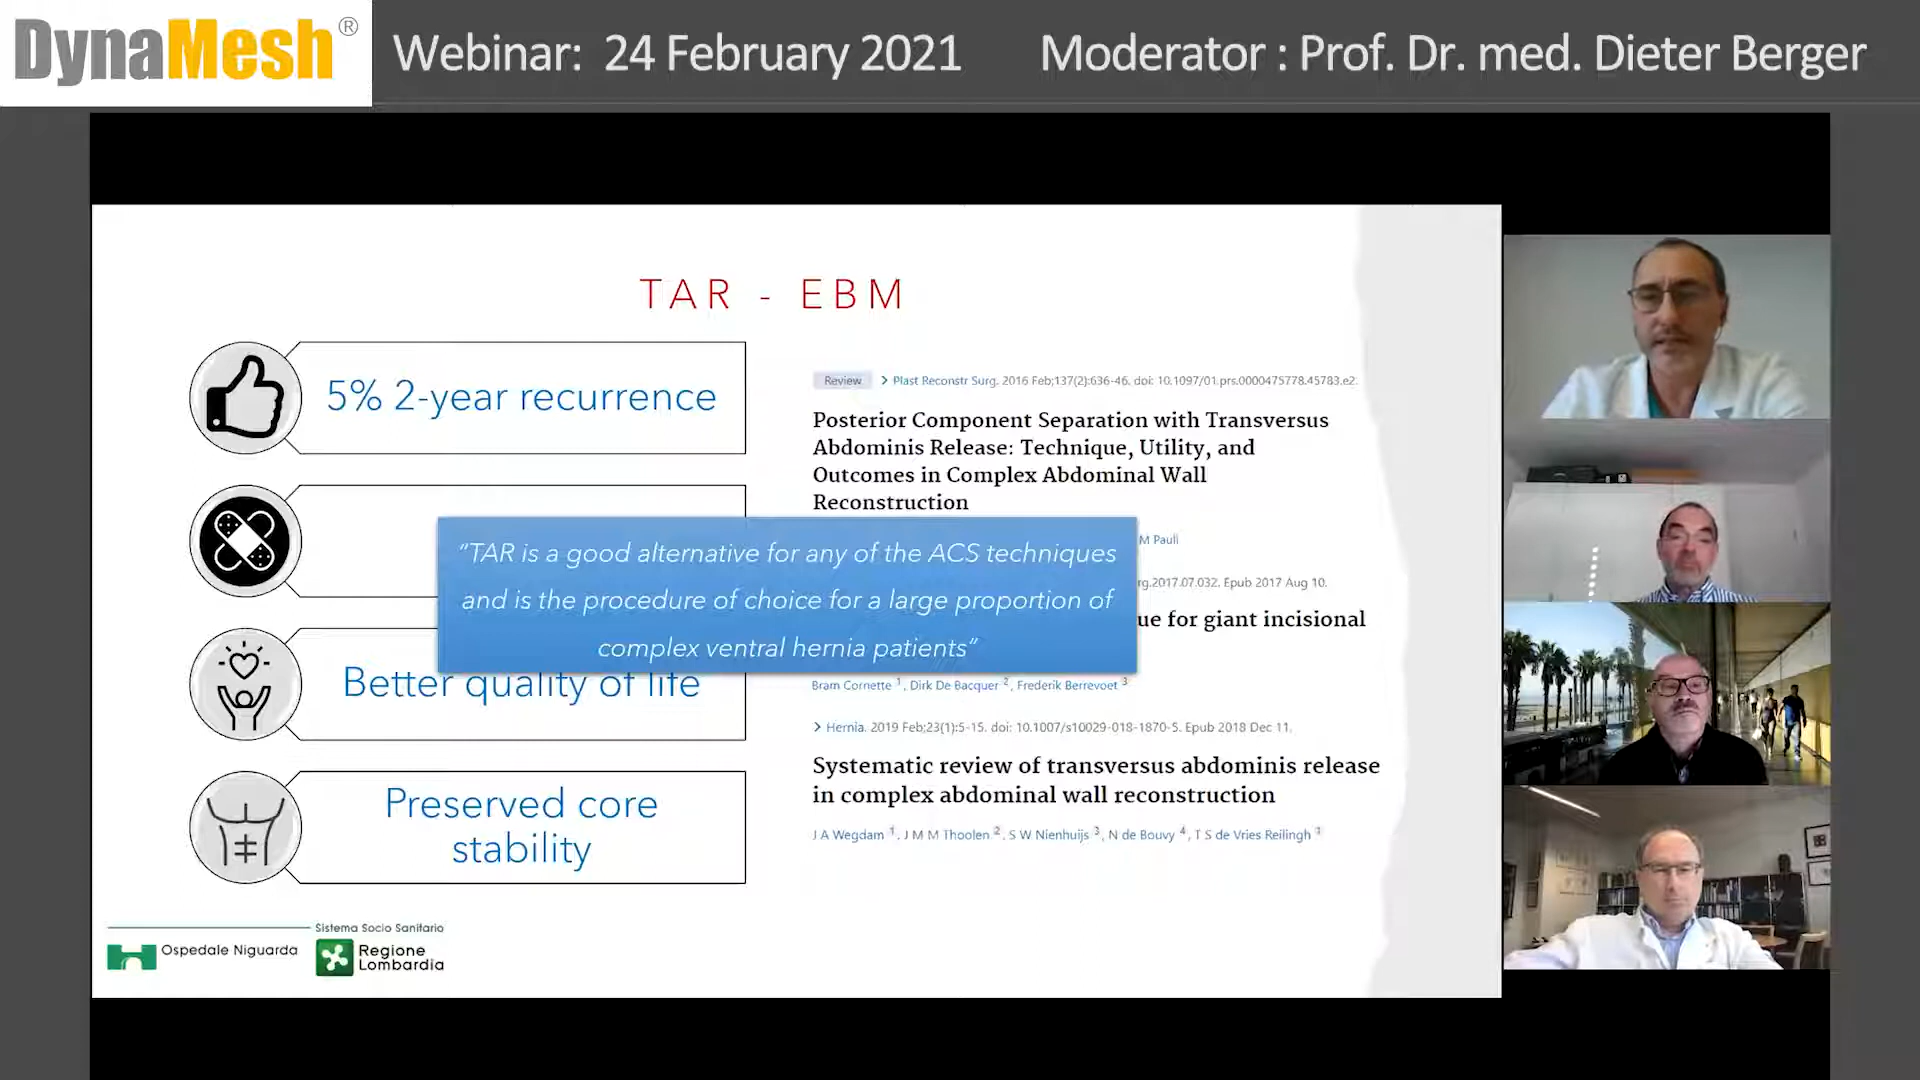 DynaMesh®
Webinar: 24 February 2021
Moderator : Prof. Dr. med. Dieter Berger
TAR - EBM
5% 2-year recurrence
Better quality of life
Preserved core
stability
Review > Plast Reconstr Surg. 2016 Feb;137(2):636-46. doi: 10.1097/01.prs.0000475778.45783.e2.
Posterior Component Separation with Transversus
Abdominis Release: Technique, Utility, and
Outcomes in Complex Abdominal Wall
Reconstruction
M Pauli
rg.2017.07.032. Epub 2017 Aug 10.
ue for giant incisional
Bram Cornette 1, Dirk De Bacquer 2, Frederik Berrevoet 3
> Hernia. 2019 Feb;23(1):5-15. doi: 10.1007/s10029-018-1870-5. Epub 2018 Dec 11.
Systematic review of transversus abdominis release
in complex abdominal wall reconstruction
J A Wegdam 1, J M M Thoolen 2, S W Nienhuijs 3, N de Bouvy 4, T S de Vries Reilingh 1
"TAR is a good alternative for any of the ACS techniques
and is the procedure of choice for a large proportion of
complex ventral hernia patients"
Ospedale Niguarda
Sistema Socio Sanitario
Regione
Lombardia